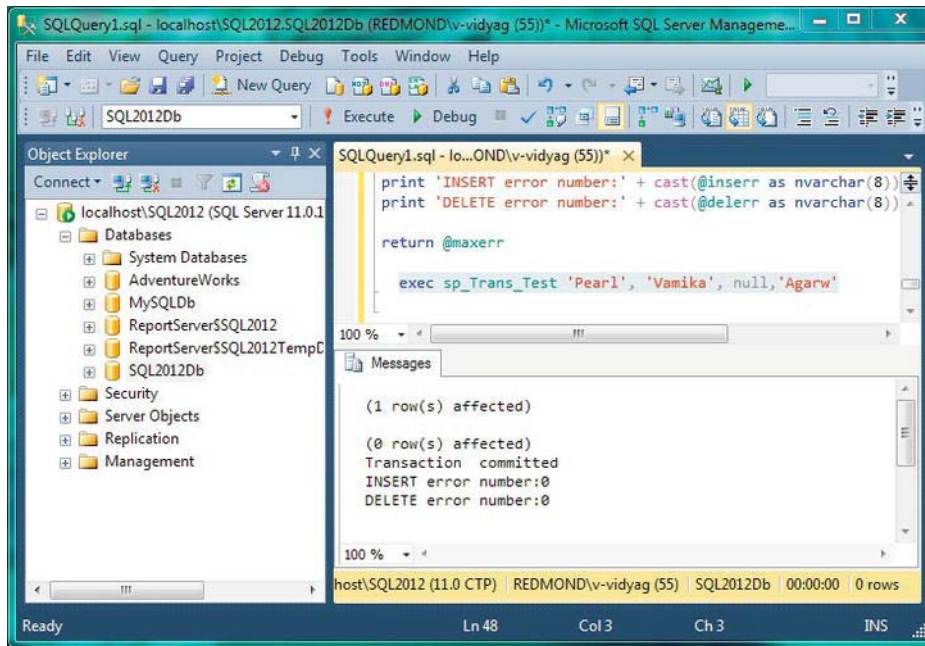 SQLQuery1.sql - localhost\SQL2012.SQL2012Db (REDMOND\v-vidyag (55))* - Microsoft SQL Server Manageme...
File Edit View Query Project Debug Tools Window Help
New Query
SQL2012Db
Execute Debug
Object Explorer
Connect
localhost\SQL2012 (SQL Server 11.0.1
Databases
System Databases
AdventureWorks
MySQLDb
ReportServer$SQL2012
ReportServer$SQL2012TempD
SQL2012Db
Security
Server Objects
Replication
Management
SQLQuery1.sql - lo...OND\v-vidyag (55))*
print 'INSERT error number:' + cast(@inserr as nvarchar(8))
print 'DELETE error number:' + cast(@delerr as nvarchar(8))
return @maxerr
exec sp_Trans_Test 'Pearl', 'Vamika', null,'Agarw'
100 %
Messages
(1 row(s) affected)
(0 row(s) affected)
Transaction committed
INSERT error number:0
DELETE error number:0
100 %
host\SQL2012 (11.0 CTP) REDMOND\v-vidyag (55) SQL2012Db 00:00:00 0 rows
Ready Ln 48 Col 3 Ch 3 INS